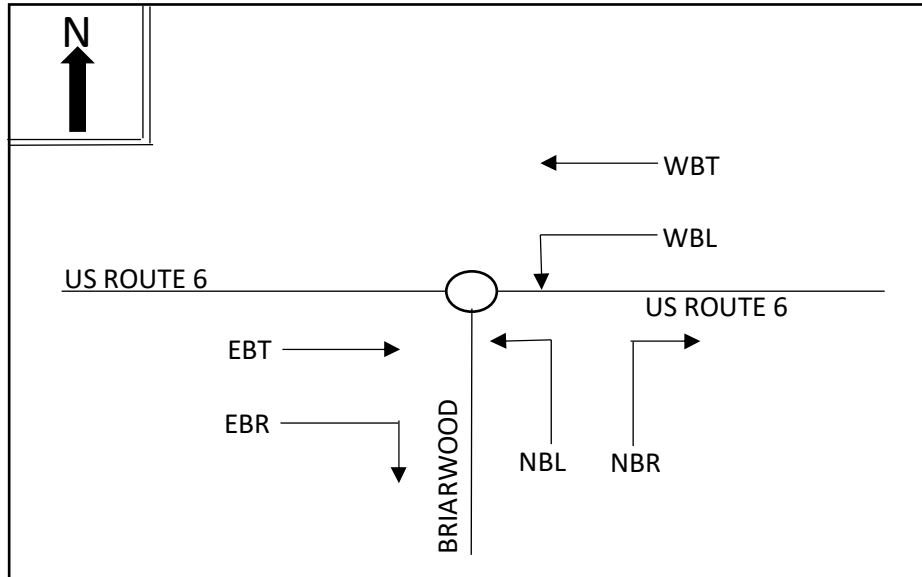 N
WBT
WBL
US ROUTE 6
US ROUTE 6
EBT
EBR
BRIARWOOD
NBL
NBR